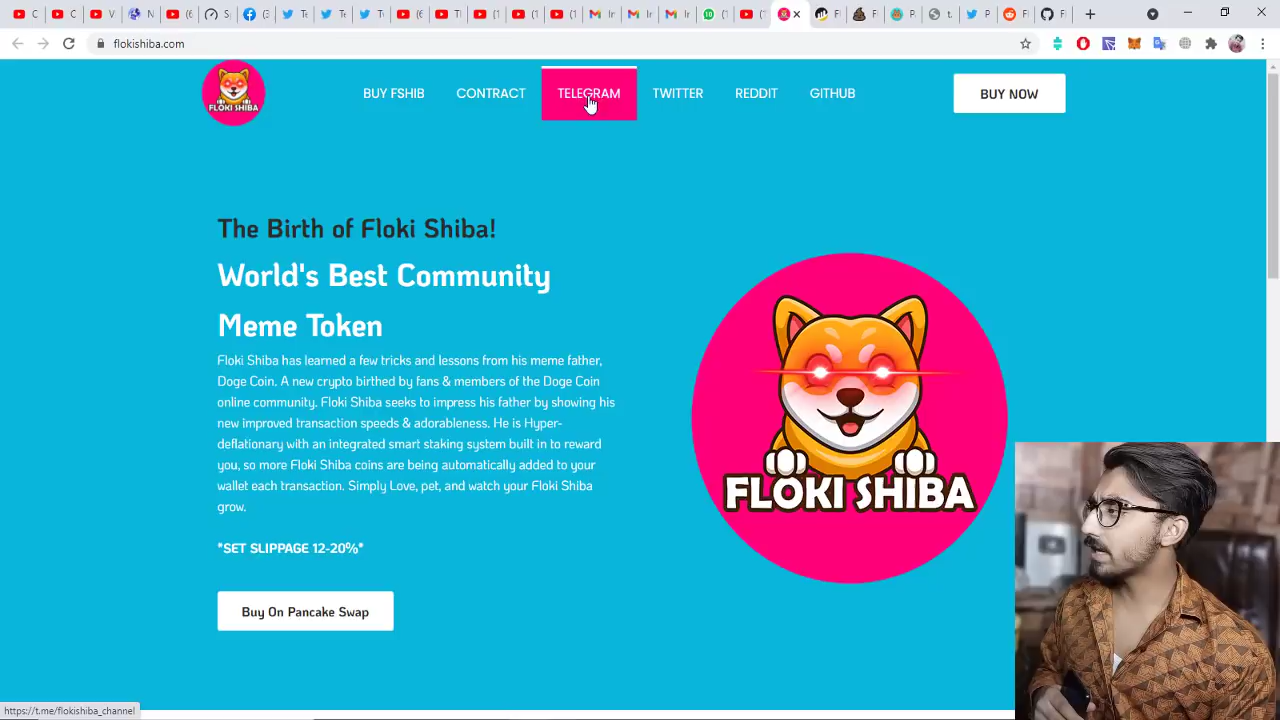 flokishiba.com
FLOKI SHIBA
BUY FSHIB
CONTRACT
TELEGRAM
TWITTER
REDDIT
GITHUB
BUY NOW
The Birth of Floki Shiba!
World's Best Community
Meme Token
Floki Shiba has learned a few tricks and lessons from his meme father,
Doge Coin. A new crypto birthed by fans & members of the Doge Coin
online community. Floki Shiba seeks to impress his father by showing his
new improved transaction speeds & adorableness. He is Hyper-
deflationary with an integrated smart staking system built in to reward
you, so more Floki Shiba coins are being automatically added to your
wallet each transaction. Simply Love, pet, and watch your Floki Shiba
grow.
*SET SLIPPAGE 12-20%*
Buy On Pancake Swap
FLOKI SHIBA
https://t.me/flokishiba_channel